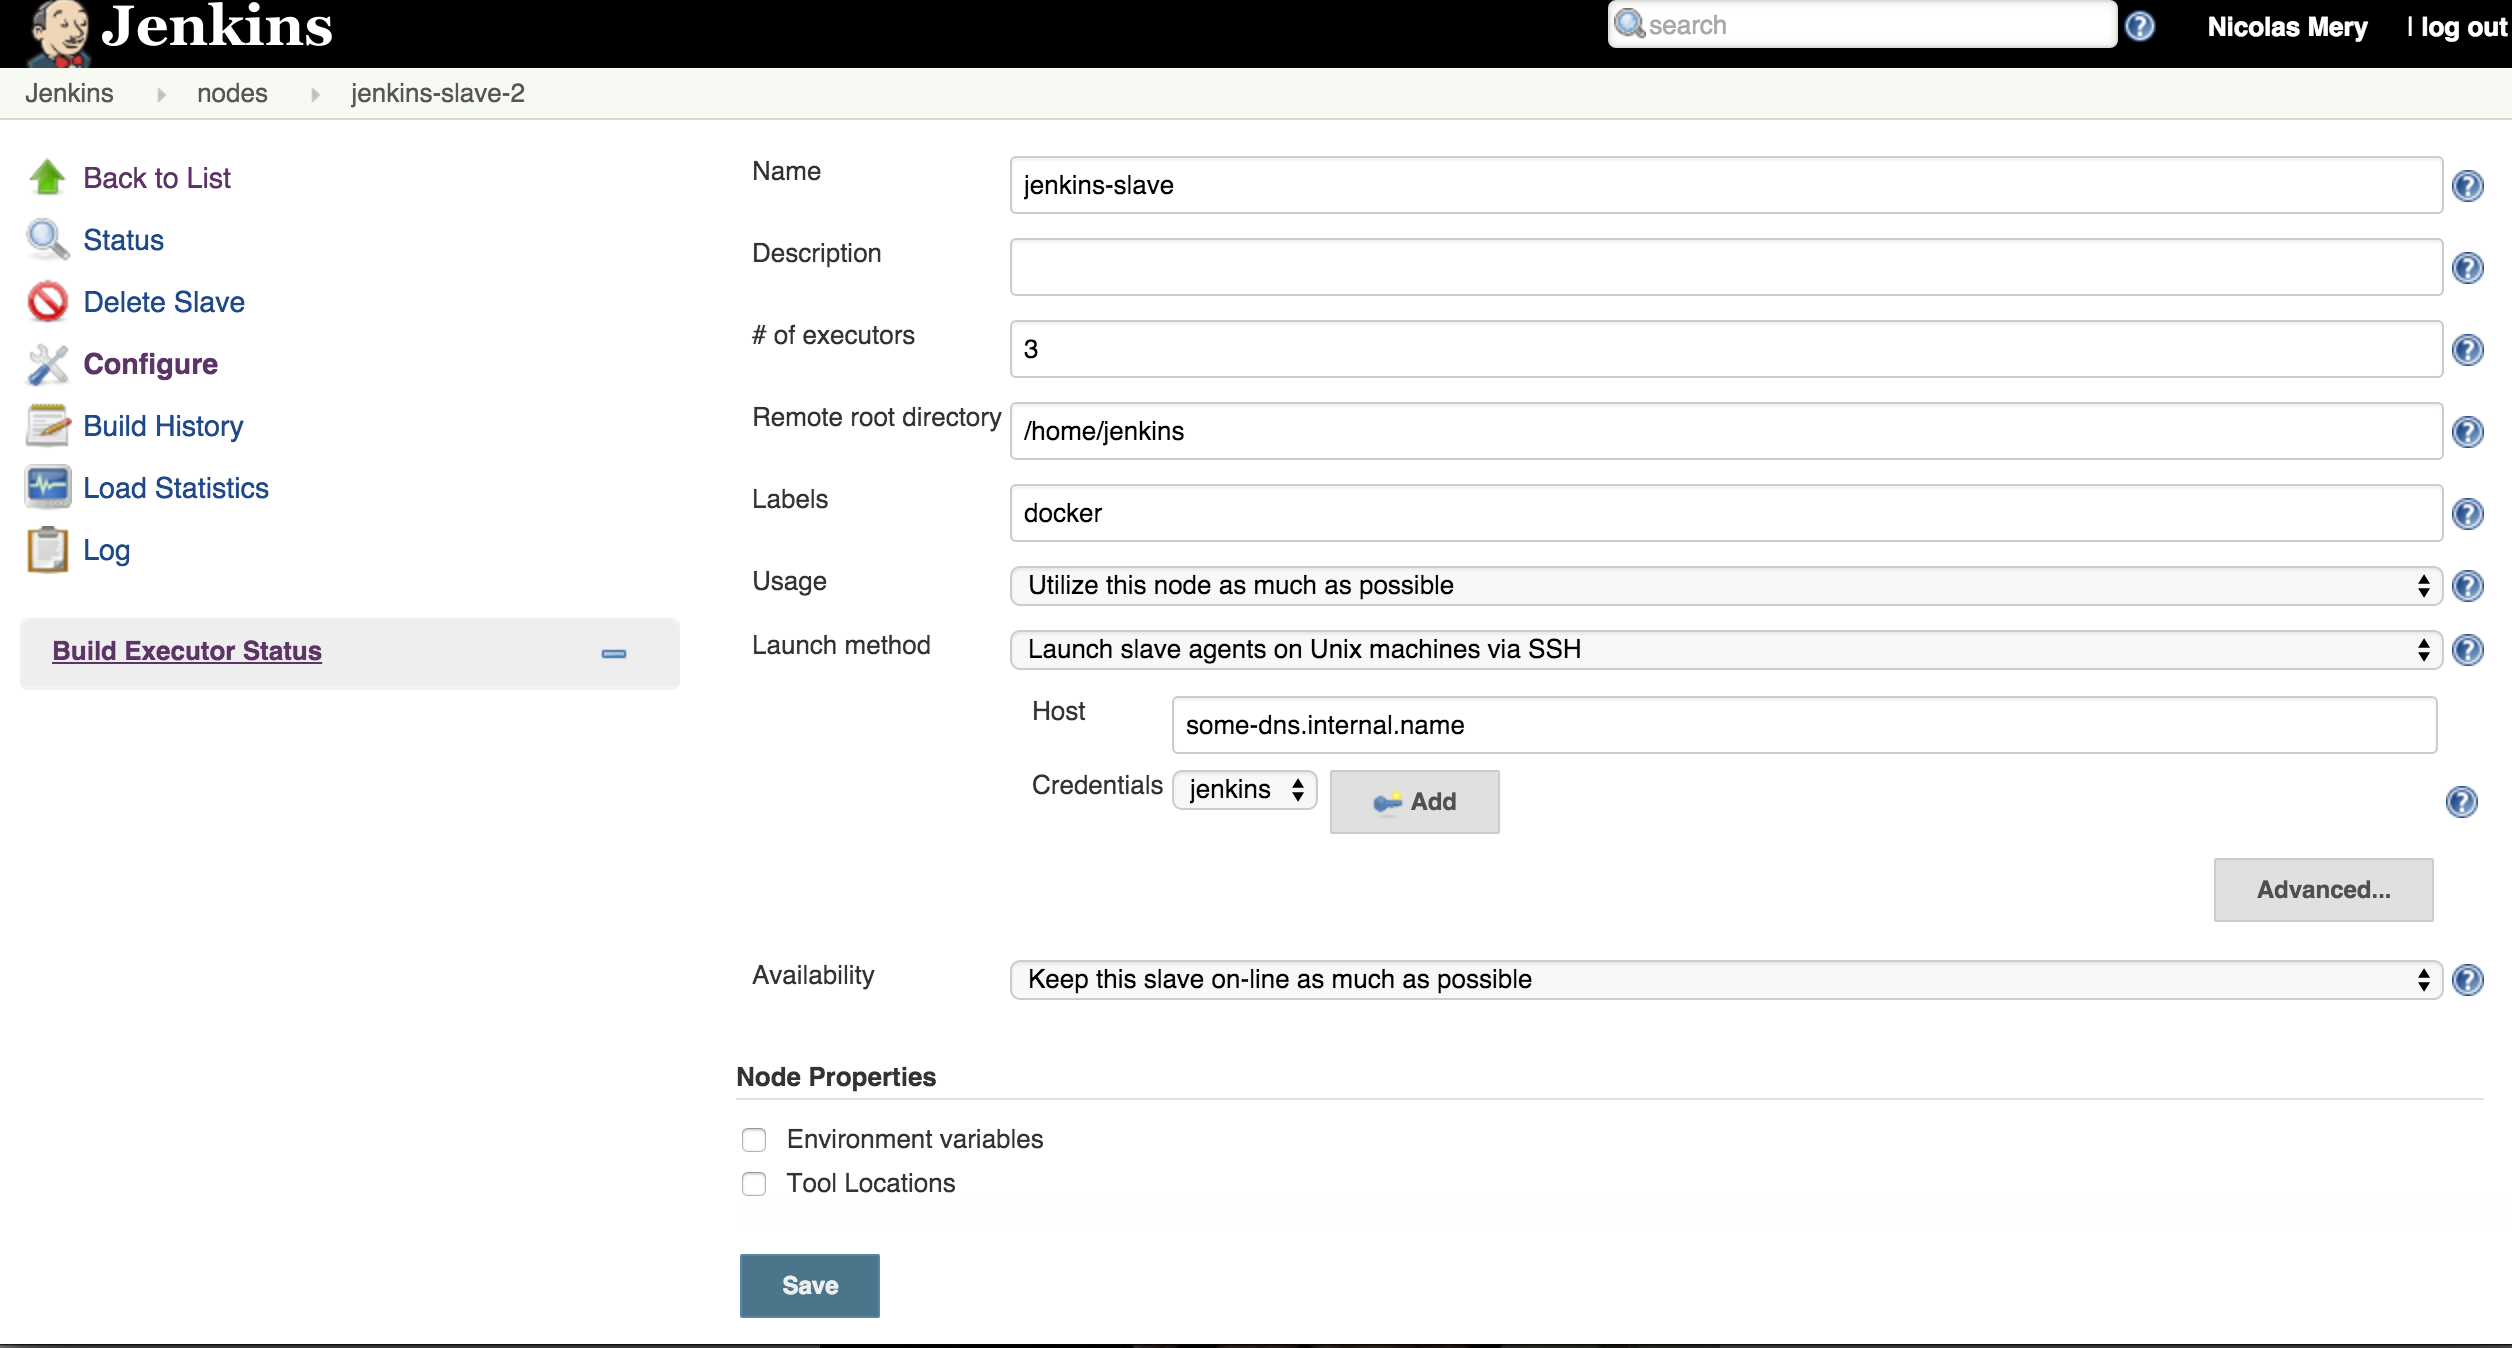 Jenkins
search
Nicolas Mery | log out
Jenkins nodes jenkins-slave-2
Back to List
Status
Delete Slave
Configure
Build History
Load Statistics
Log
Build Executor Status
Name jenkins-slave
Description
# of executors 3
Remote root directory /home/jenkins
Labels docker
Usage Utilize this node as much as possible
Launch method Launch slave agents on Unix machines via SSH
Host some-dns.internal.name
Credentials jenkins Add
Advanced...
Availability Keep this slave on-line as much as possible
Node Properties
Environment variables
Tool Locations
Save